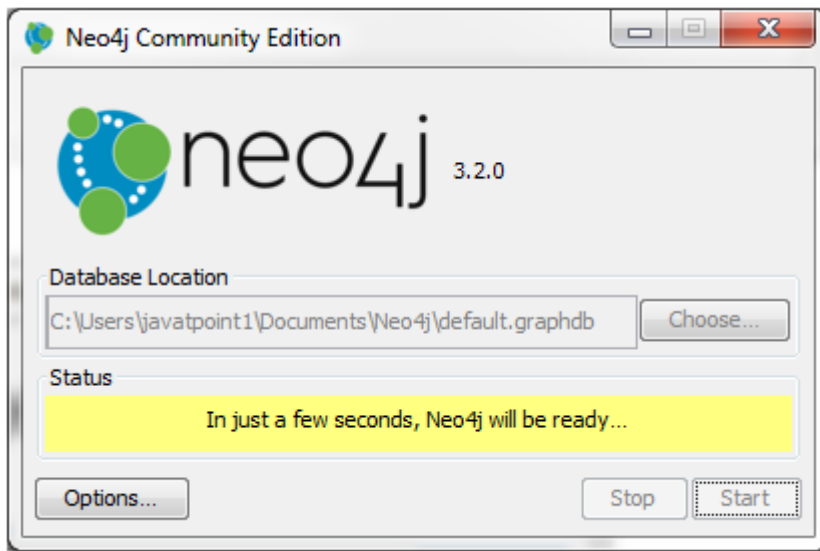 Neo4j Community Edition
neo4j 3.2.0
Database Location
C:\Users\javatpoint1\Documents\Neo4j\default.graphdb Choose...
Status
In just a few seconds, Neo4j will be ready...
Options... Stop Start